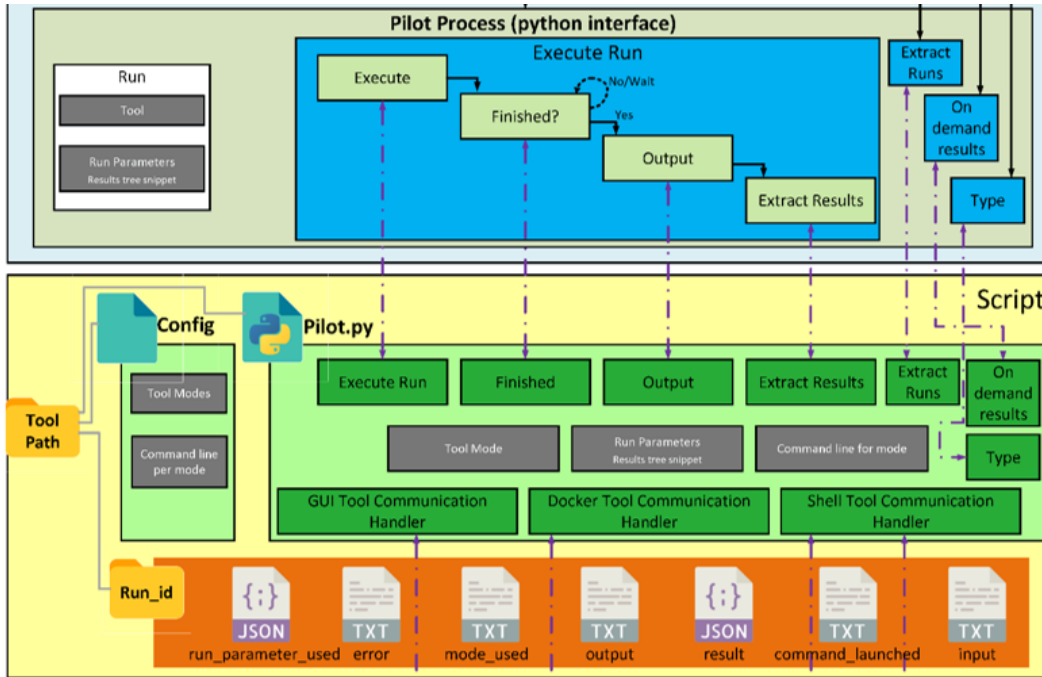 Pilot Process (python interface)
Run
Tool
Run Parameters
Results tree snippet
Execute Run
Execute
No/Wait
Finished?
Yes
Output
Extract Results
Extract
Runs
On
demand
results
Type
Script
Config
Pilot.py
Tool
Path
Tool Modes
Command line
per mode
Execute Run
Finished
Output
Extract Results
Extract
Runs
On
demand
results
Tool Mode
Run Parameters
Results tree snippet
Command line for mode
Type
GUI Tool Communication
Handler
Docker Tool Communication
Handler
Shell Tool Communication
Handler
Run_id
{;}
JSON
run_parameter_used
TXT
error
TXT
mode_used
TXT
output
{;}
JSON
result
TXT
command_launched
TXT
input